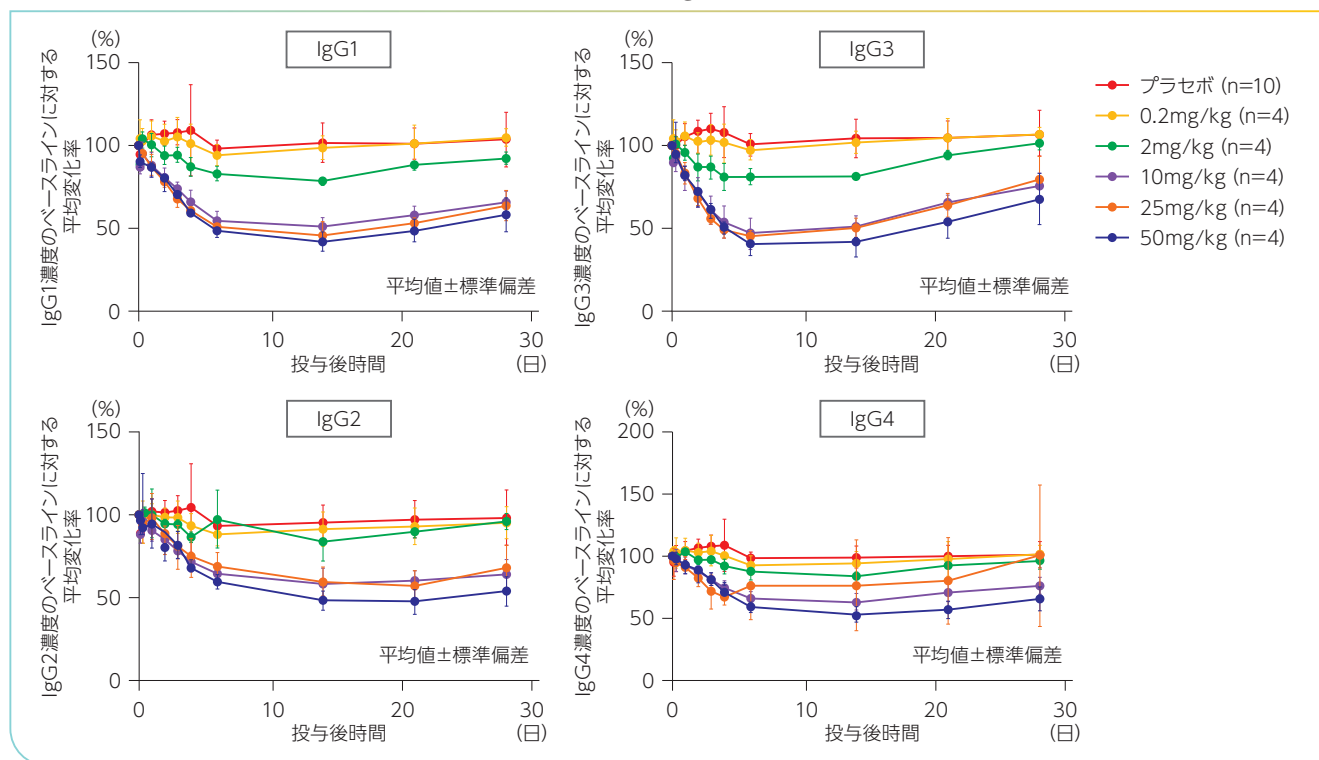 (%)
IgG1
IgG1濃度のベースラインに対する
平均変化率
150
100
50
0
平均値±標準偏差
0
10
20
30
投与後時間
(日)
(%)
IgG3
IgG3濃度のベースラインに対する
平均変化率
150
100
50
0
平均値±標準偏差
0
10
20
30
投与後時間
(日)
プラセボ (n=10)
0.2mg/kg (n=4)
2mg/kg (n=4)
10mg/kg (n=4)
25mg/kg (n=4)
50mg/kg (n=4)
(%)
IgG2
IgG2濃度のベースラインに対する
平均変化率
150
100
50
0
平均値±標準偏差
0
10
20
30
投与後時間
(日)
(%)
IgG4
IgG4濃度のベースラインに対する
平均変化率
200
150
100
50
0
平均値±標準偏差
0
10
20
30
投与後時間
(日)